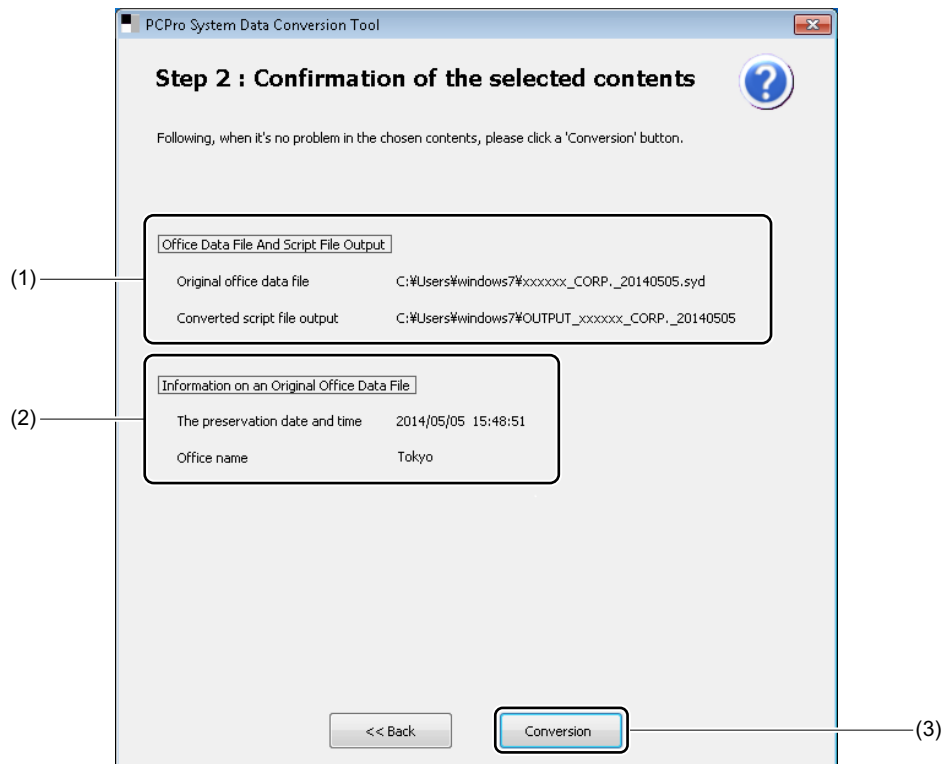 PCPro System Data Conversion Tool
Step 2 : Confirmation of the selected contents
Following, when it's no problem in the chosen contents, please click a 'Conversion' button.
Office Data File And Script File Output
(1)
Original office data file C:¥Users¥windows7¥xxxxxx_CORP._20140505.syd
Converted script file output C:¥Users¥windows7¥OUTPUT_xxxxxx_CORP._20140505
Information on an Original Office Data File
(2)
The preservation date and time 2014/05/05 15:48:51
Office name Tokyo
<< Back Conversion (3)